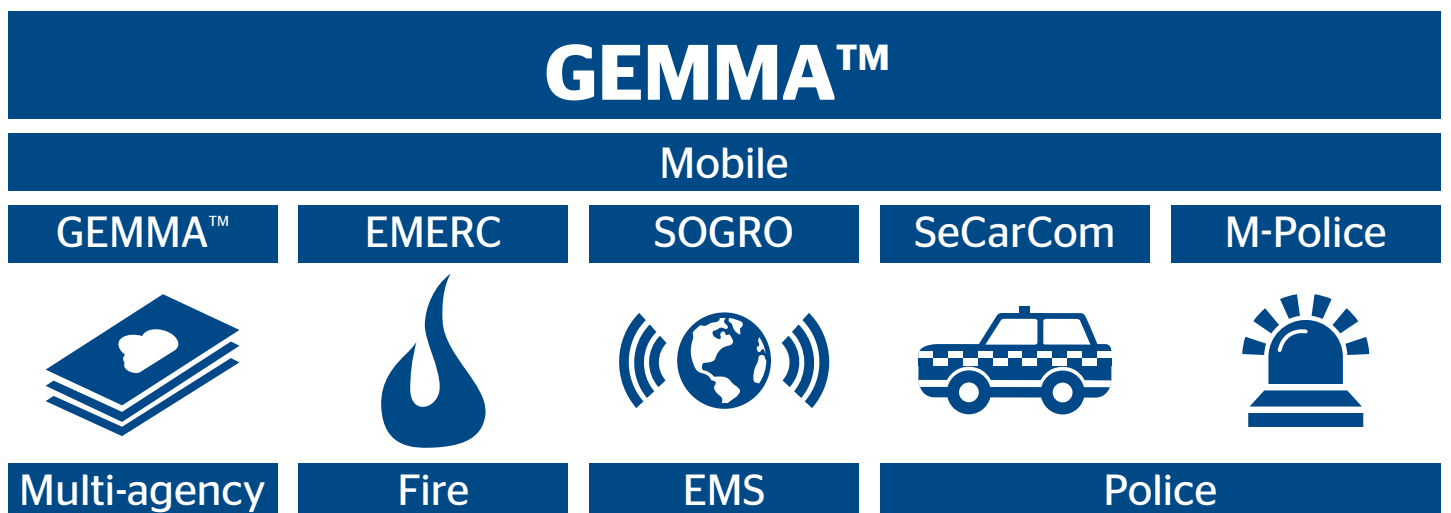 GEMMA™
Mobile
GEMMA™ EMERC SOGRO SeCarCom M-Police
Multi-agency Fire EMS Police